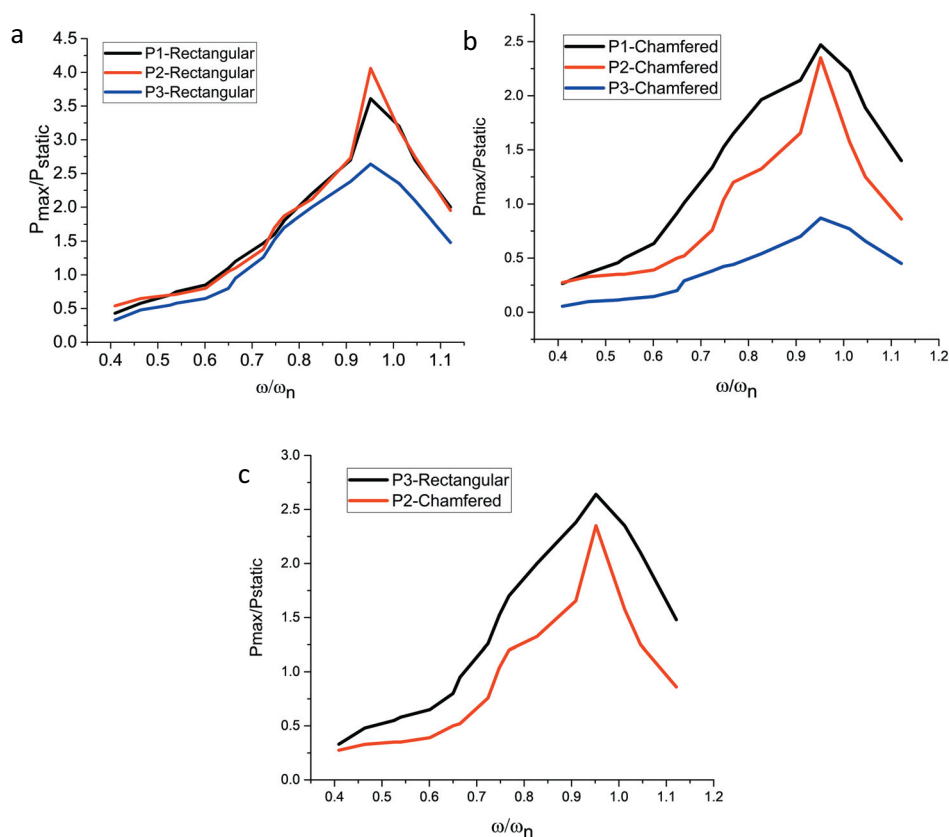 a
P1-Rectangular
P2-Rectangular
P3-Rectangular
Pmax/Pstatic
4.5
4.0
3.5
3.0
2.5
2.0
1.5
1.0
0.5
0.0
0.4 0.5 0.6 0.7 0.8 0.9 1.0 1.1
ω/ωn
b
P1-Chamfered
P2-Chamfered
P3-Chamfered
Pmax/Pstatic
2.5
2.0
1.5
1.0
0.5
0.0
0.4 0.5 0.6 0.7 0.8 0.9 1.0 1.1 1.2
ω/ωn
c
P3-Rectangular
P2-Chamfered
Pmax/Pstatic
3.0
2.5
2.0
1.5
1.0
0.5
0.0
0.4 0.5 0.6 0.7 0.8 0.9 1.0 1.1 1.2
ω/ωn